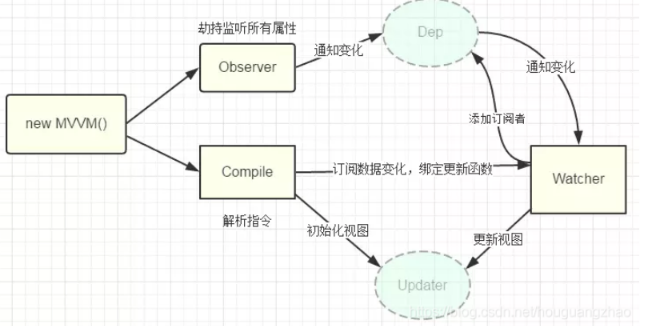 劫持监听所有属性
Dep
通知变化
Observer
通知变化
new MVVM()
添加订阅者
Compile
订阅数据变化，绑定更新函数
Watcher
解析指令
初始化视图
更新视图
Updater
https://blog.csdn.net/houguangzhao